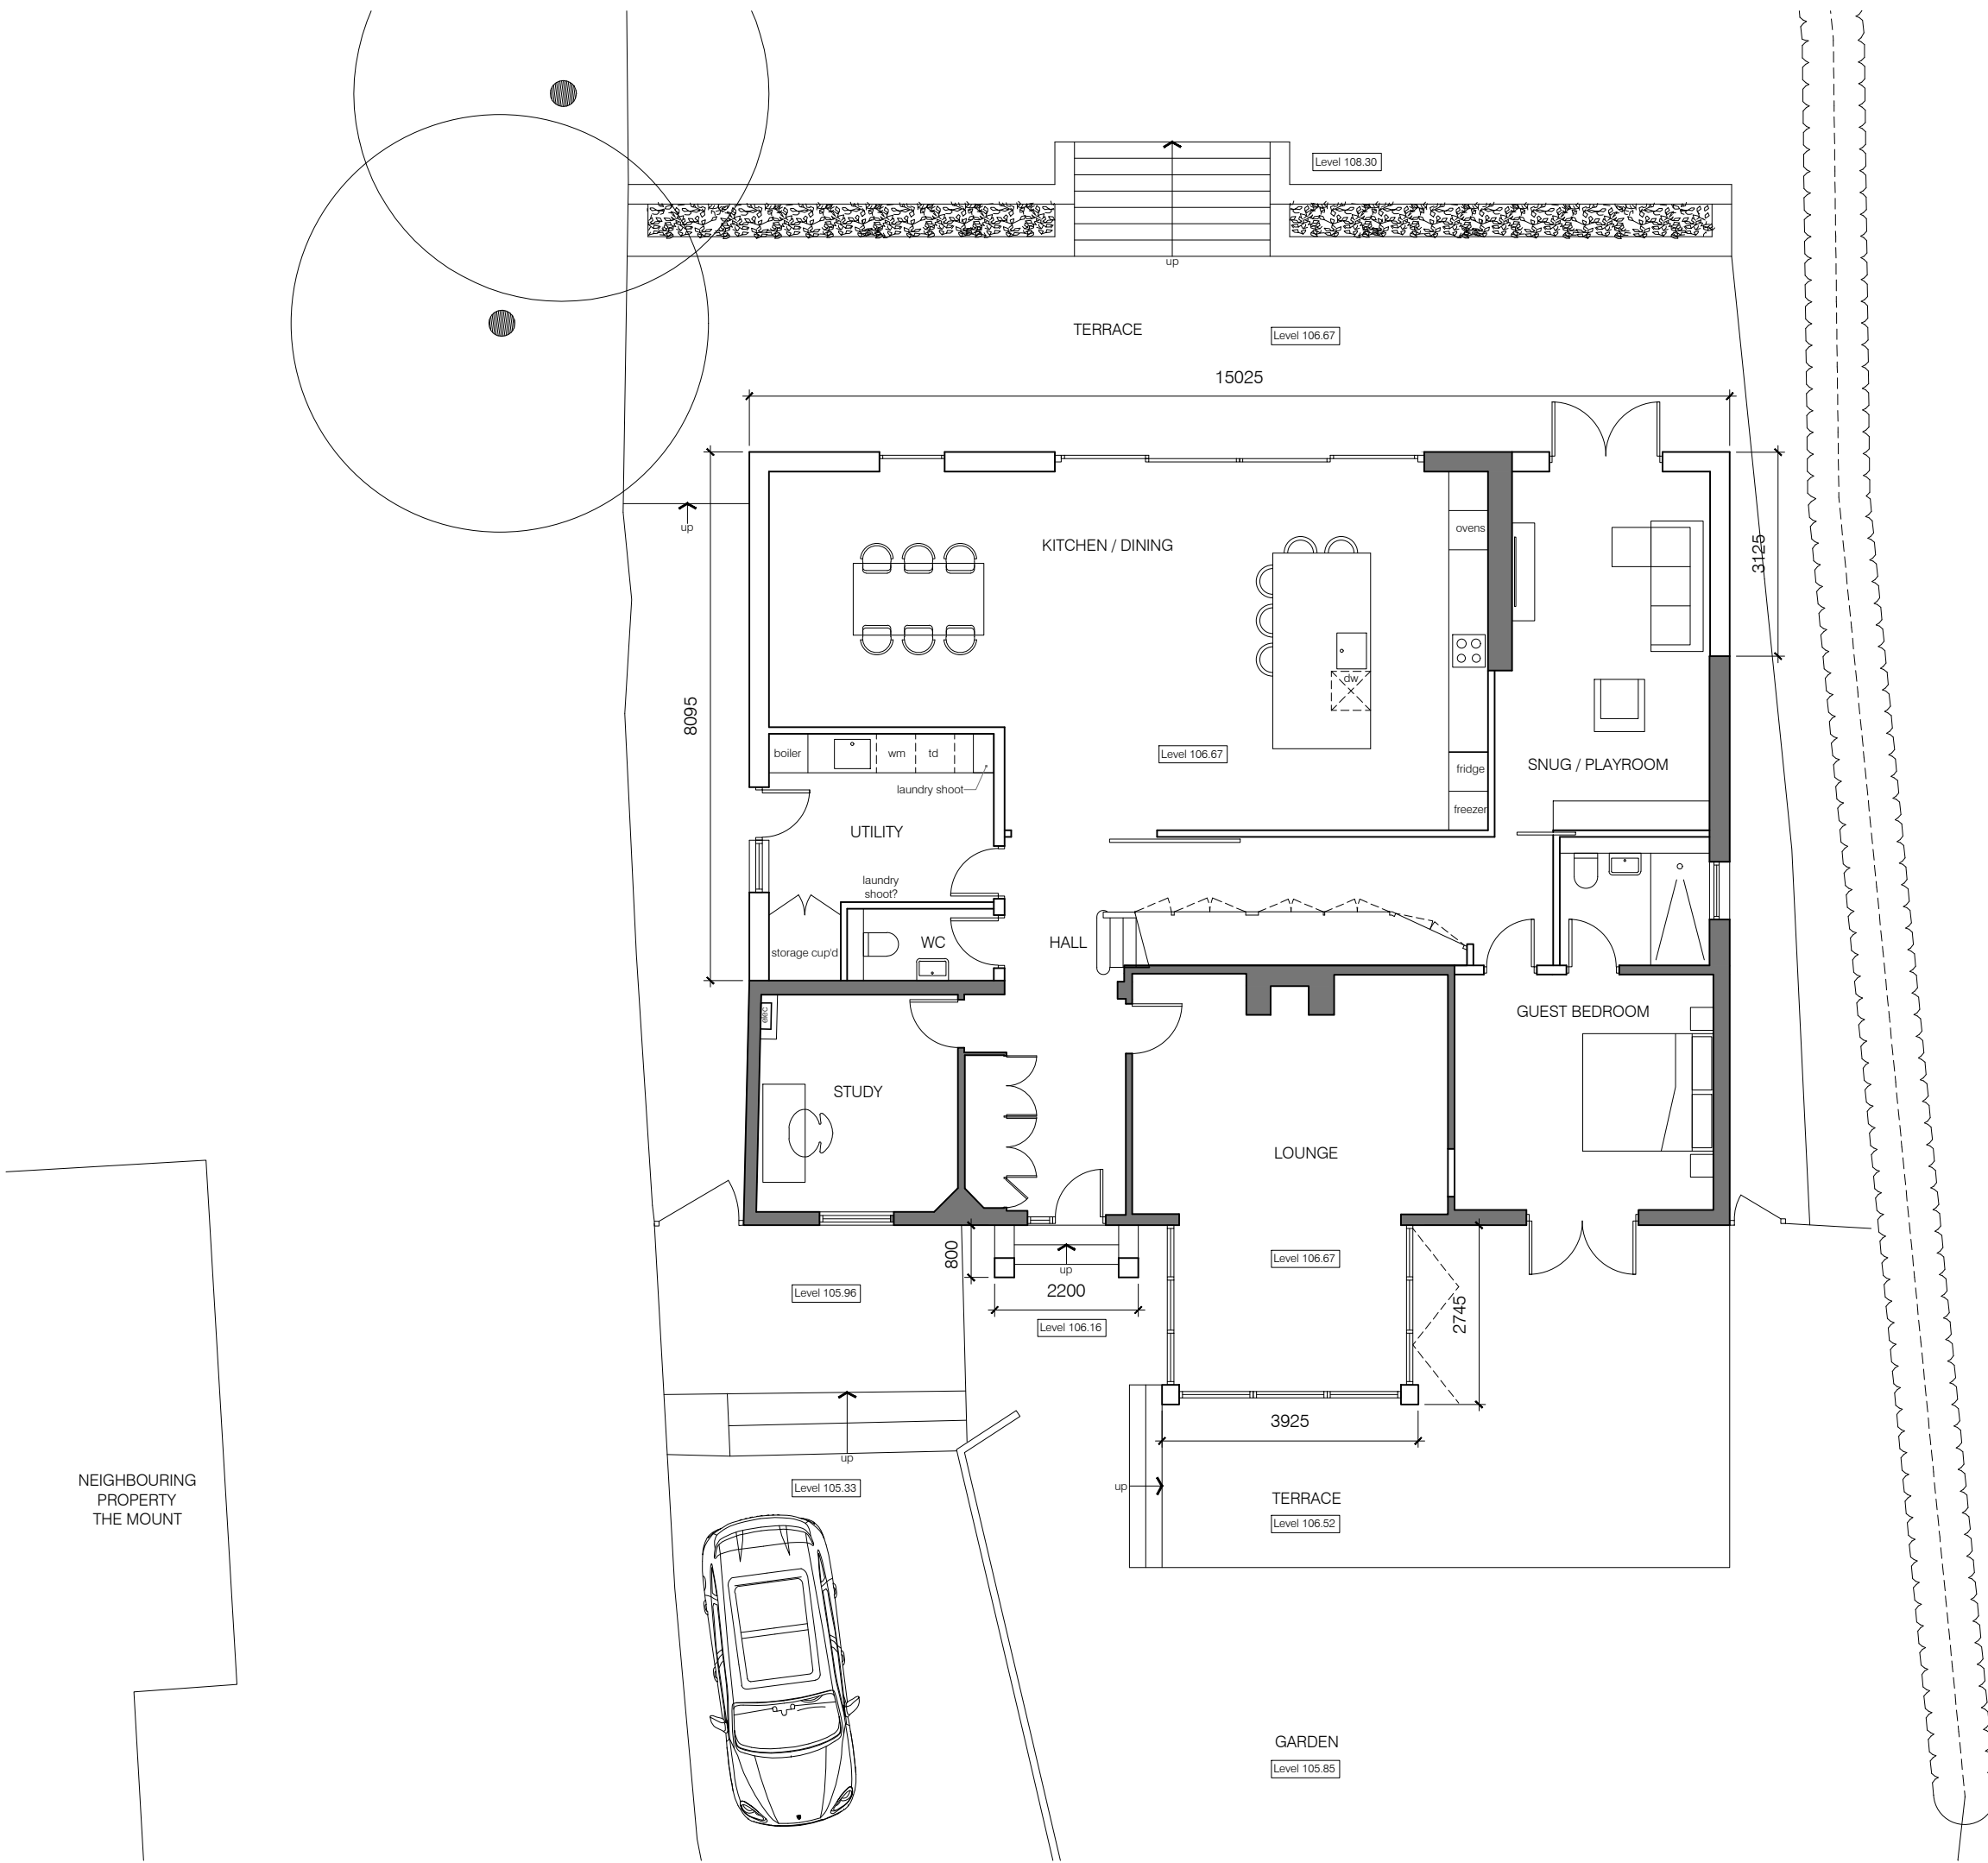 Level 108.30
up
TERRACE
Level 106.67
15025
up
KITCHEN / DINING
ovens
3125
dw
8095
boiler
wm
td
Level 106.67
fridge
SNUG / PLAYROOM
laundry shoot
freezer
UTILITY
laundry
shoot?
storage cup'd
WC
HALL
elec
GUEST BEDROOM
STUDY
LOUNGE
800
up
Level 106.67
2200
Level 105.96
Level 106.16
2745
3925
up
Level 105.33
up
TERRACE
Level 106.52
NEIGHBOURING
PROPERTY
THE MOUNT
GARDEN
Level 105.85